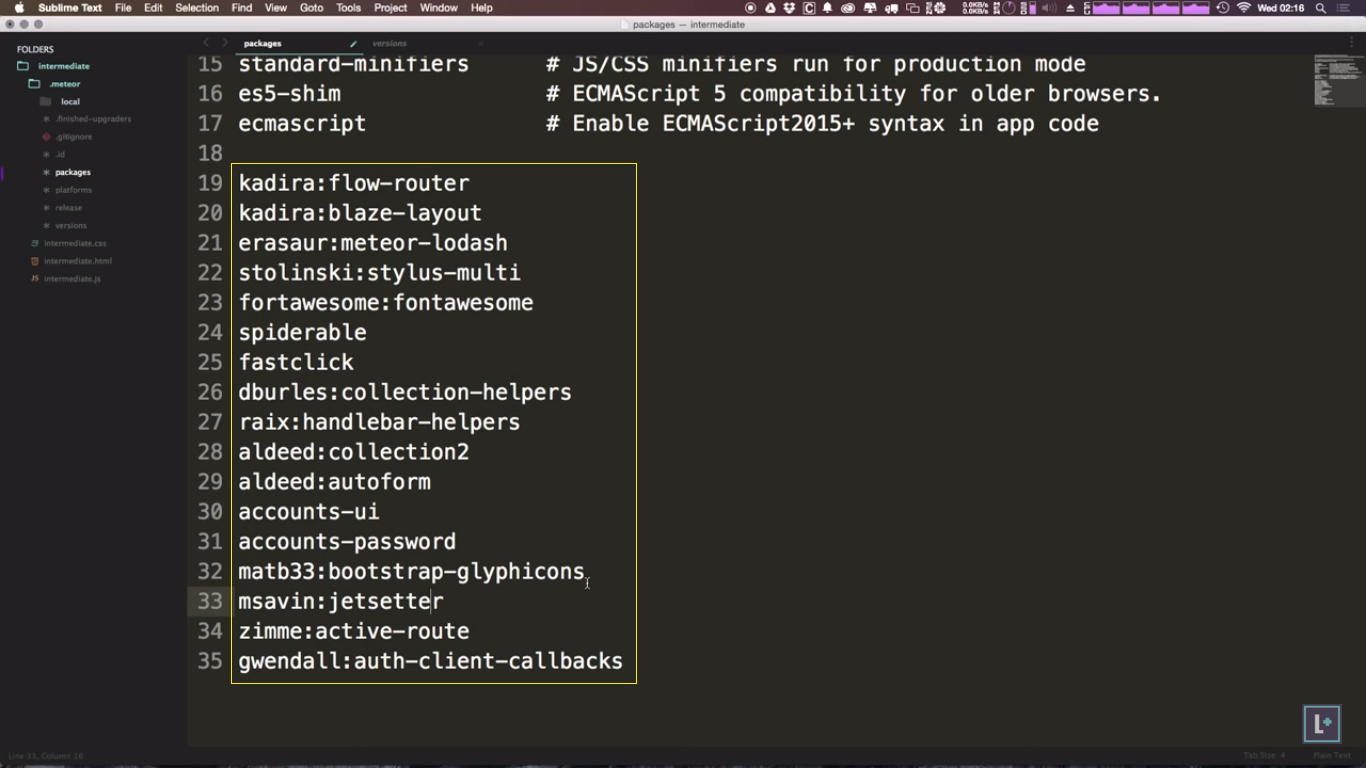 Sublime Text File Edit Selection Find View Goto Tools Project Window Help
0.0KB/s
0.0KB/s
Wed 02:16
packages — intermediate
FOLDERS
intermediate
.meteor
local
.finished-upgraders
.gitignore
.id
packages
platforms
release
versions
intermediate.css
intermediate.html
intermediate.js
packages versions
15 standard-minifiers # JS/CSS minifiers run for production mode
16 es5-shim # ECMAScript 5 compatibility for older browsers.
17 ecmascript # Enable ECMAScript2015+ syntax in app code
18
19 kadira:flow-router
20 kadira:blaze-layout
21 erasaur:meteor-lodash
22 stolinski:stylus-multi
23 fortawesome:fontawesome
24 spiderable
25 fastclick
26 dburles:collection-helpers
27 raix:handlebar-helpers
28 aldeed:collection2
29 aldeed:autoform
30 accounts-ui
31 accounts-password
32 matb33:bootstrap-glyphicons
33 msavin:jetsetter
34 zimme:active-route
35 gwendall:auth-client-callbacks
L+
Line 33, Column 16 Tab Size: 4 Plain Text